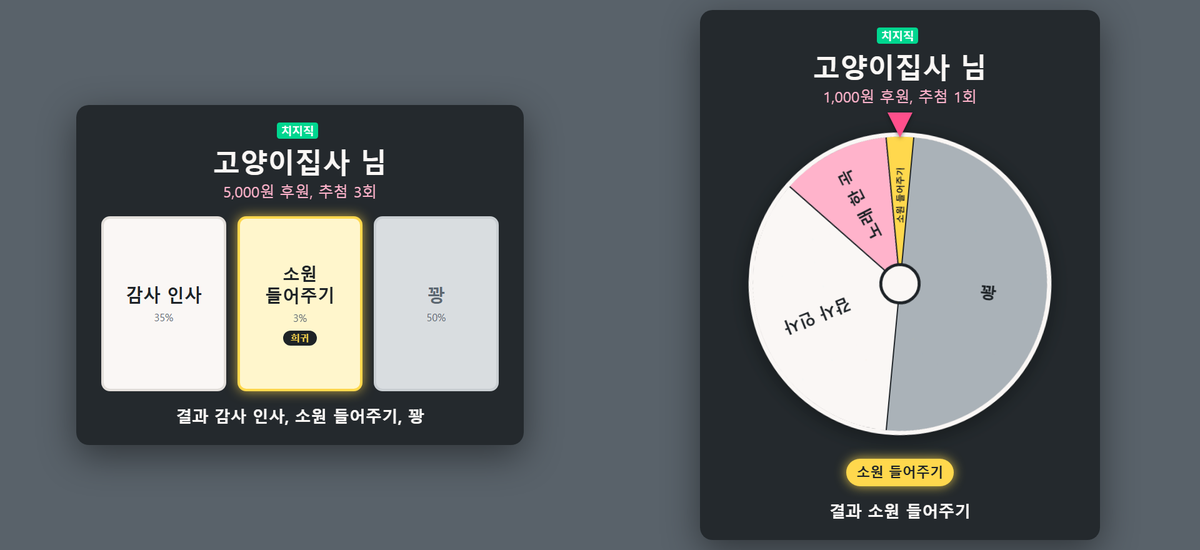 치지직
고양이집사 님
5,000원 후원, 추첨 3회
감사 인사
35%
소원
들어주기
3%
희귀
꽝
50%
결과 감사 인사, 소원 들어주기, 꽝
치지직
고양이집사 님
1,000원 후원, 추첨 1회
노래 한 곡
소원 들어주기
꽝
감사 인사
소원 들어주기
결과 소원 들어주기